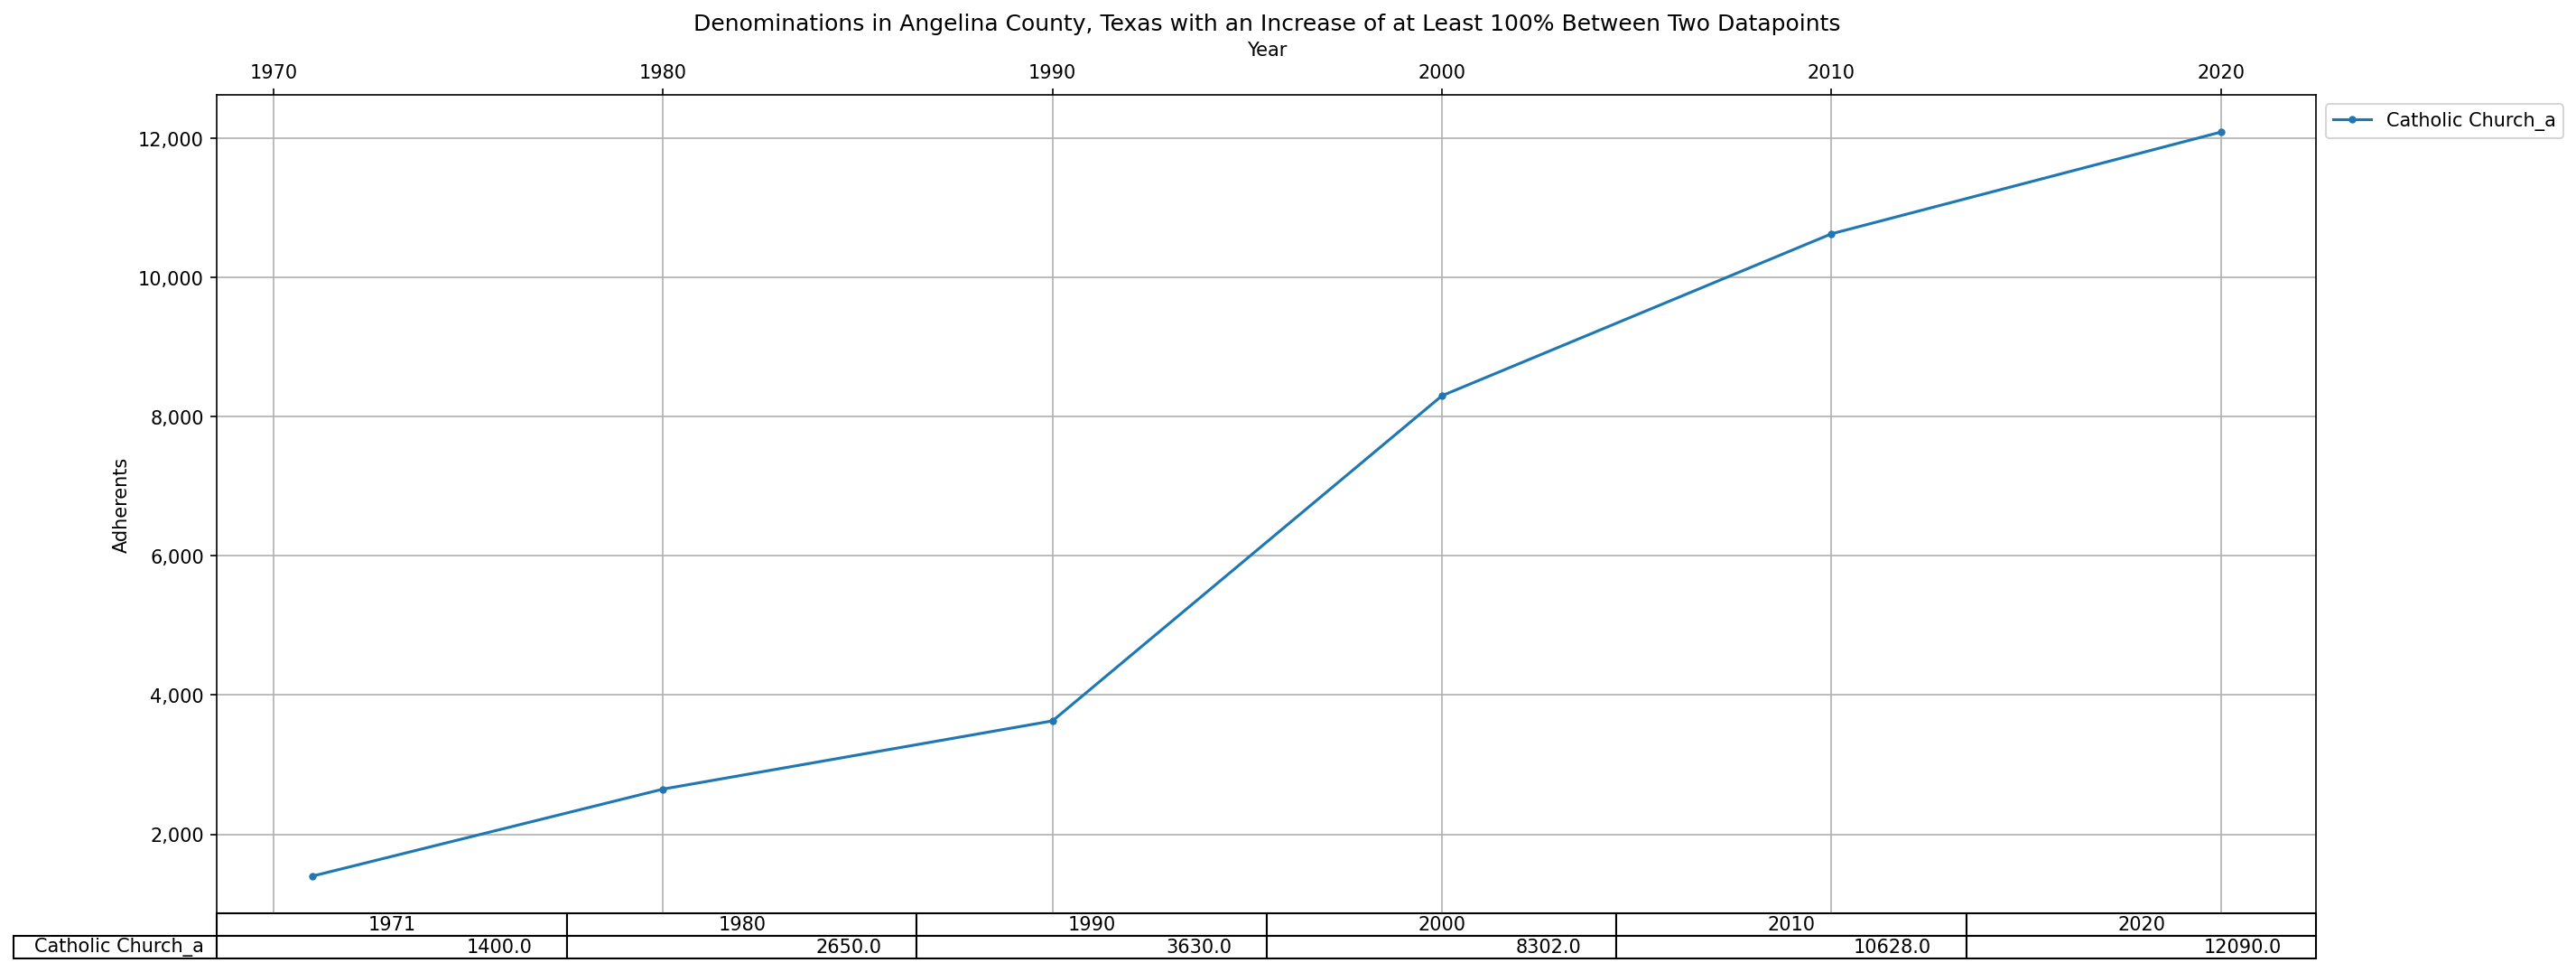 Denominations in Angelina County, Texas with an Increase of at Least 100% Between Two Datapoints
Year
1970 1980 1990 2000 2010 2020
Catholic Church_a
12,000
10,000
8,000
6,000
4,000
2,000
Adherents
1971 1980 1990 2000 2010 2020
Catholic Church_a 1400.0 2650.0 3630.0 8302.0 10628.0 12090.0